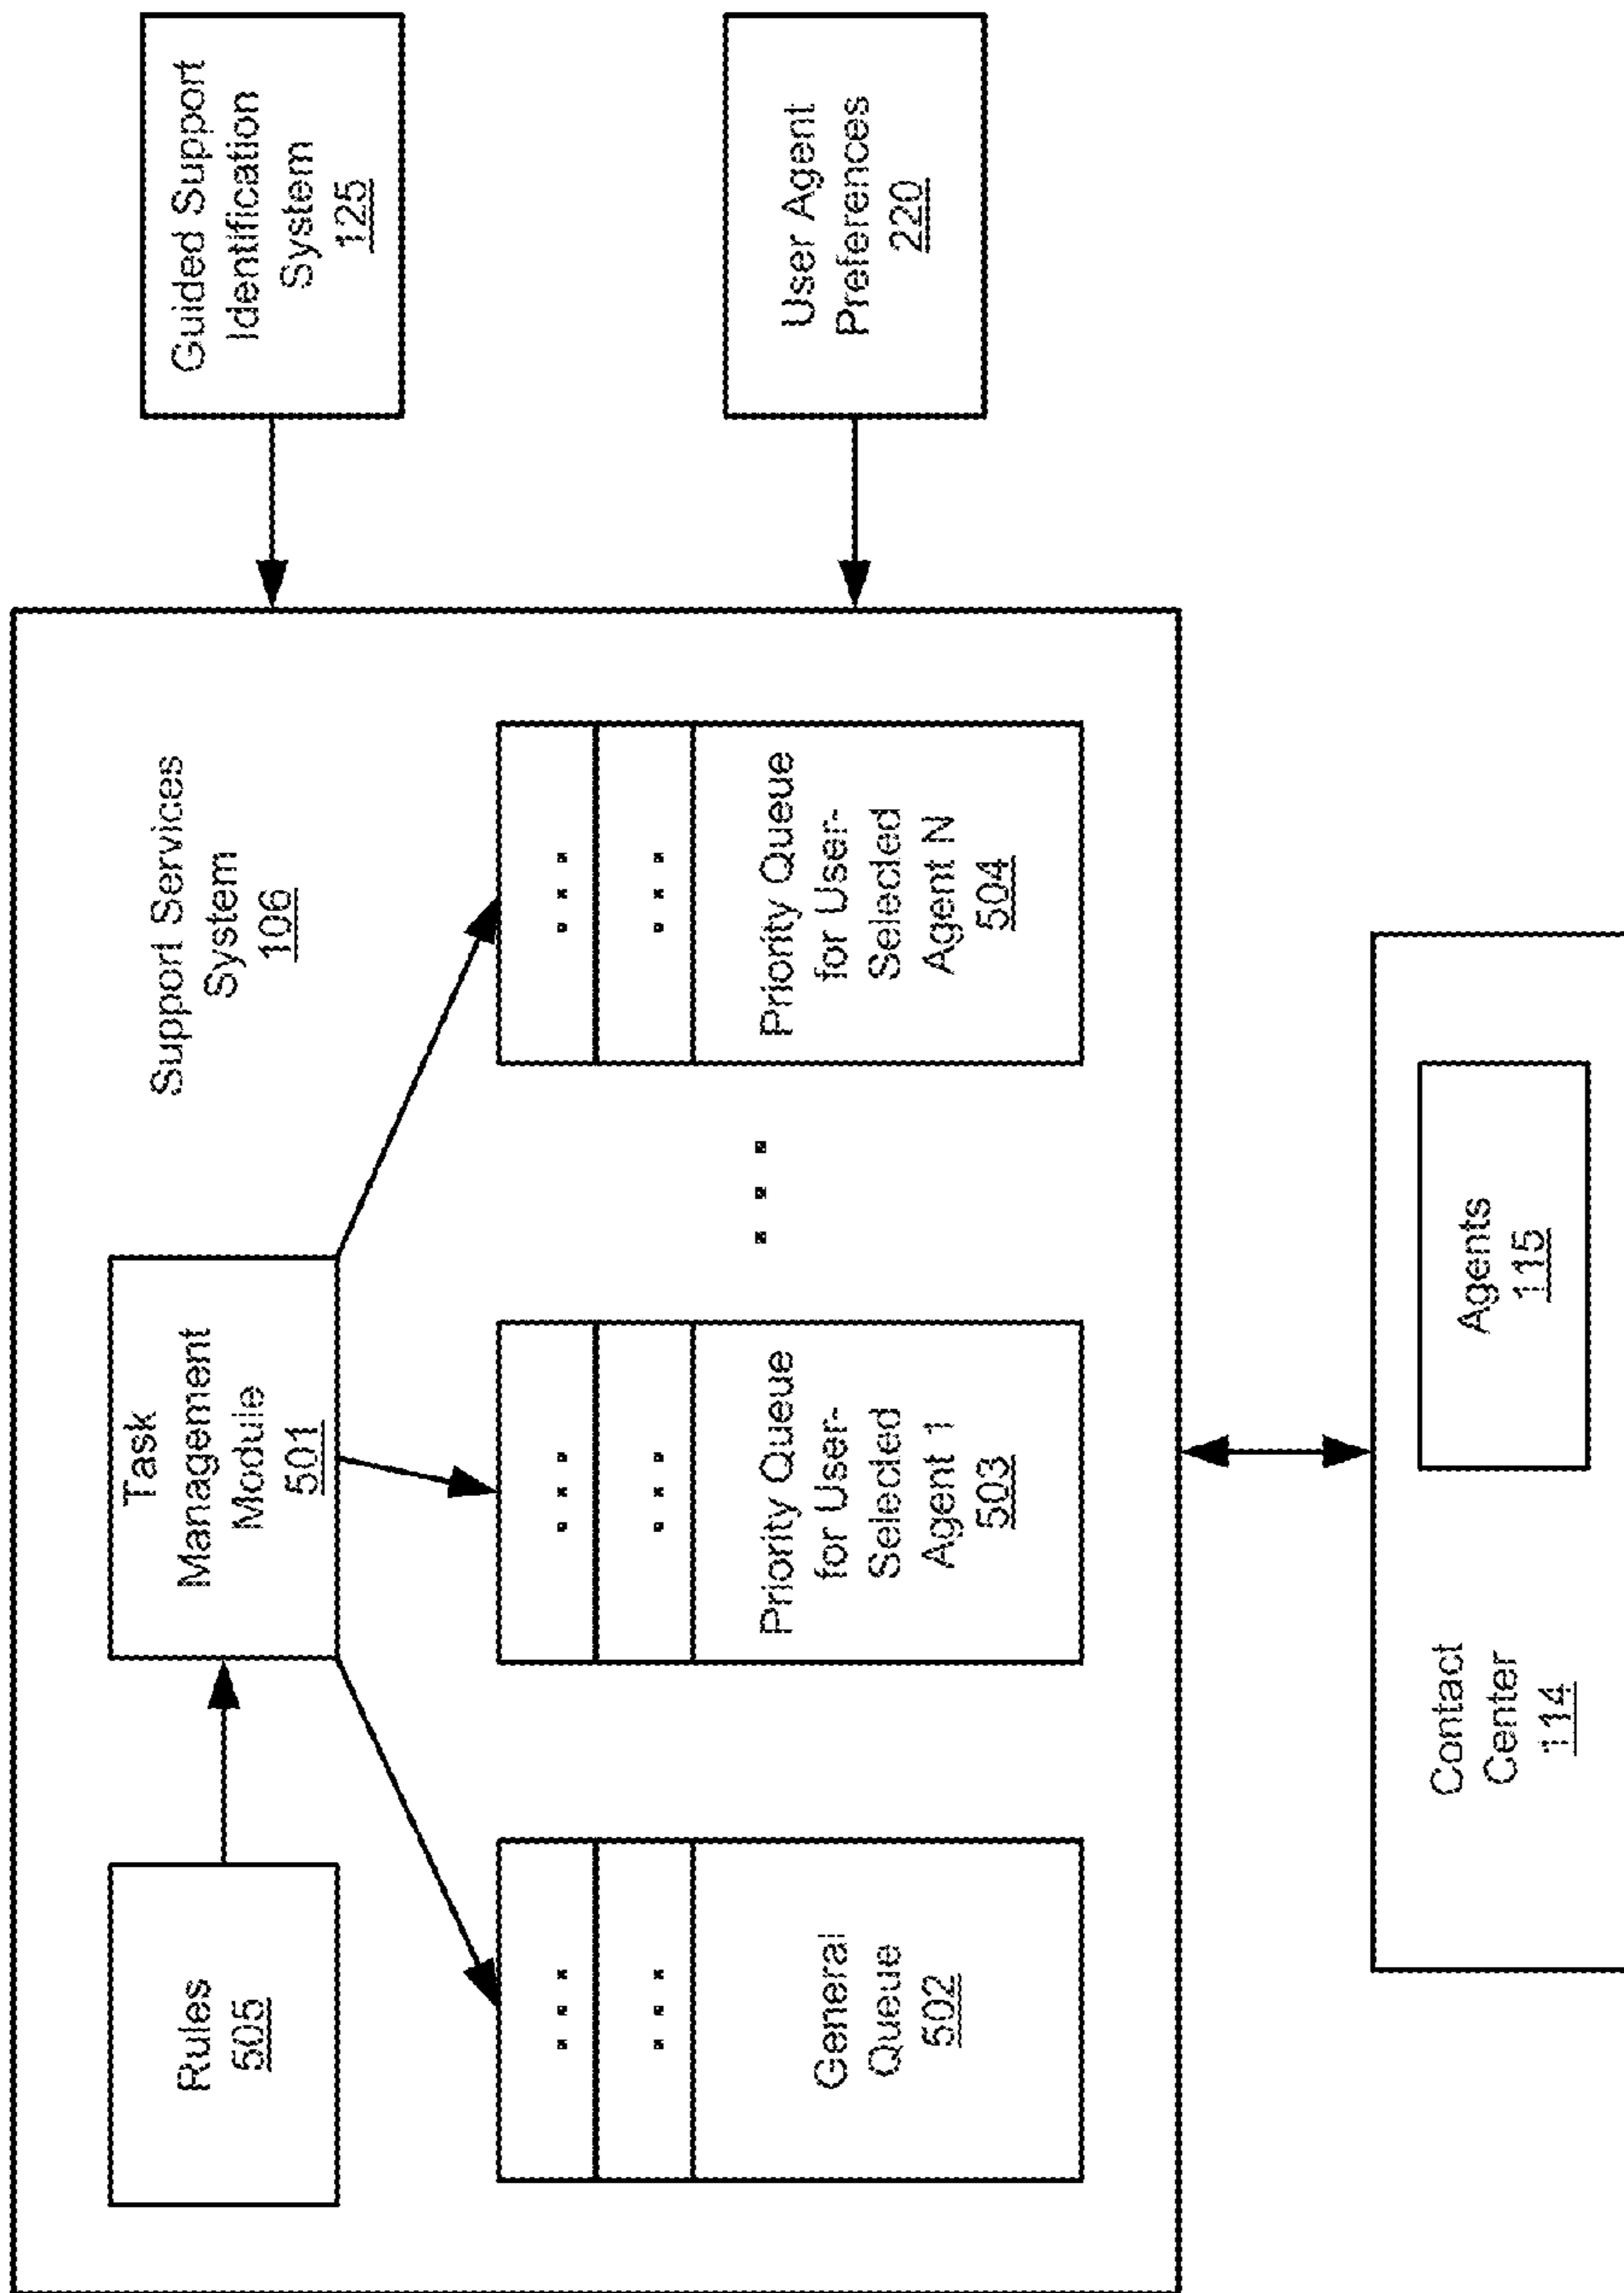 Rules
505
Task
Management
Module
501
Support Services
System
106
Guided Support
Identification
System
125
General
Queue
502
Priority Queue
for User-
Selected
Agent 1
503
Priority Queue
for User-
Selected
Agent N
504
User Agent
Preferences
220
Contact
Center
114
Agents
115